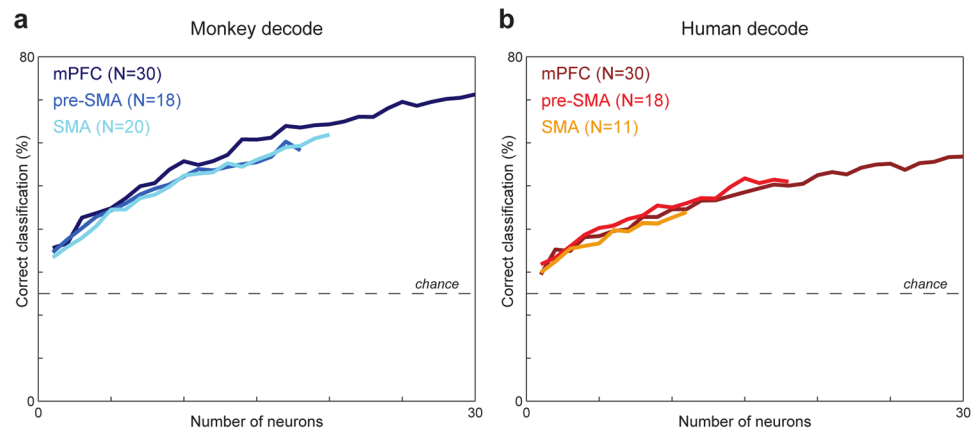 a
Monkey decode
80
mPFC (N=30)
pre-SMA (N=18)
SMA (N=20)
Correct classification (%)
chance
0
0
30
Number of neurons
b
Human decode
80
mPFC (N=30)
pre-SMA (N=18)
SMA (N=11)
Correct classification (%)
chance
0
0
30
Number of neurons